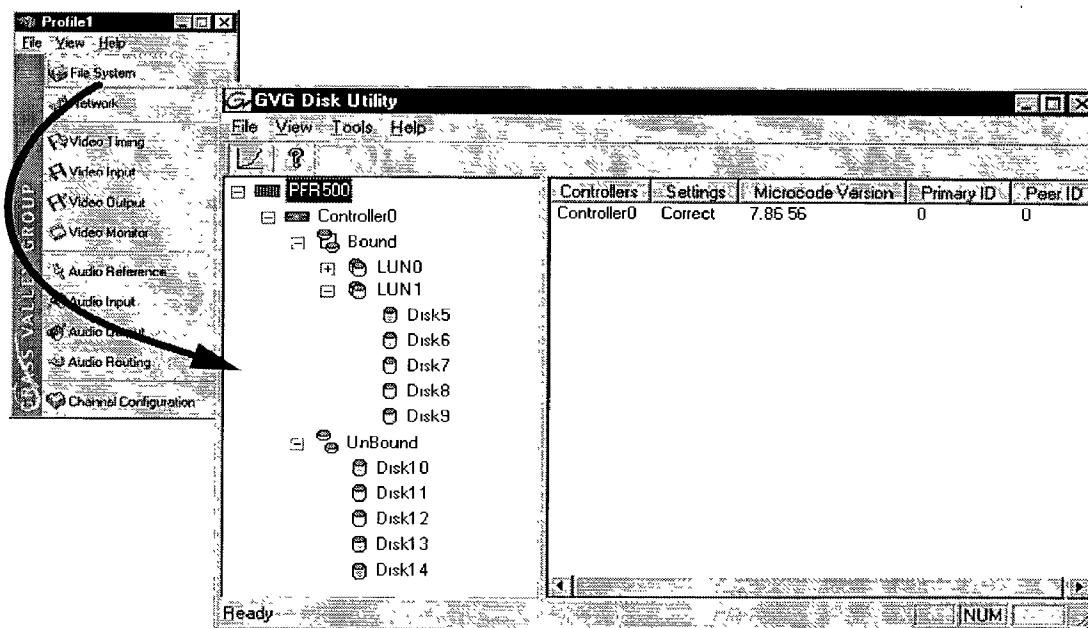 Profile1
File View Help
File System
Network
Video Timing
Video Input
Video Output
Video Monitor
Audio Reference
Audio Input
Audio Output
Audio Routing
Channel Configuration
GRASS VALLEY GROUP
GVG Disk Utility
File View Tools Help
PFR500
Controller0
Bound
LUN0
LUN1
Disk5
Disk6
Disk7
Disk8
Disk9
UnBound
Disk10
Disk11
Disk12
Disk13
Disk14
Controllers Settings Microcode Version Primary ID Peer ID
Controller0 Correct 7.86 56 0 0
Ready NUM